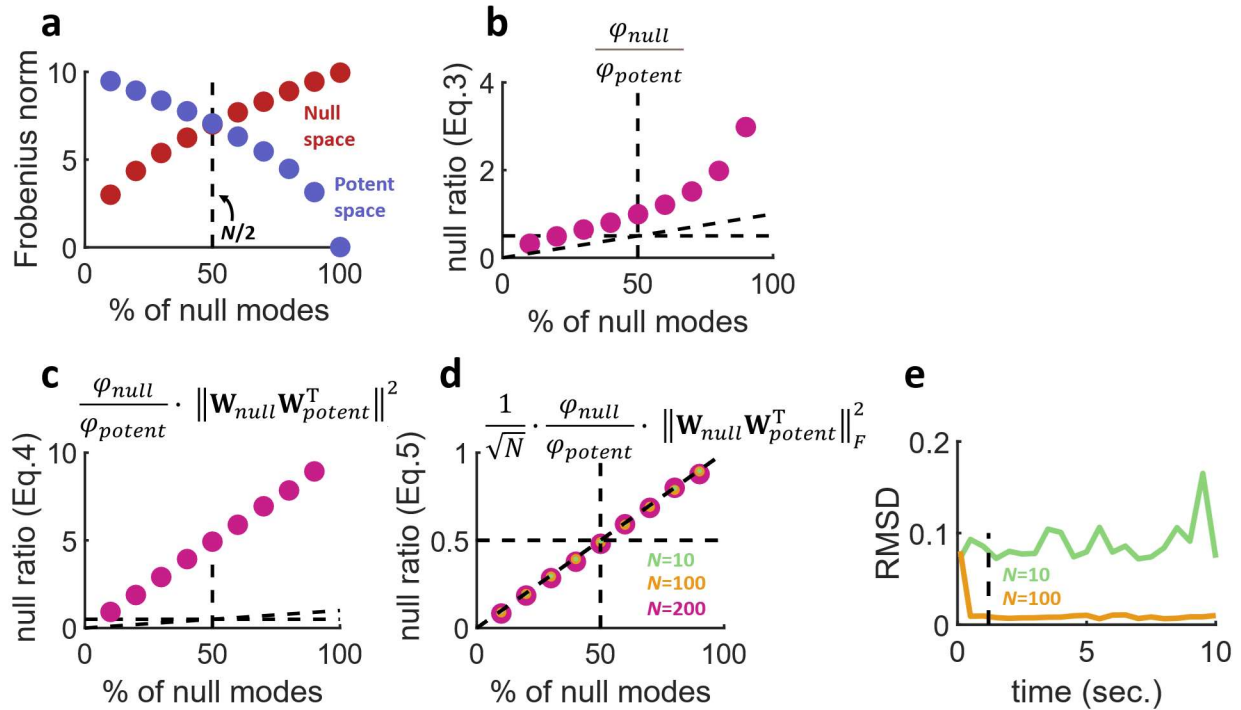 a
Frobenius norm
10
5
0
Null
space
Potent
space
N/2
0
50
100
% of null modes
b
φnull
φpotent
null ratio (Eq.3)
4
2
0
0
50
100
% of null modes
c
φnull
φpotent
· ‖WnullWᵀpotent‖²
null ratio (Eq.4)
10
5
0
0
50
100
% of null modes
d
1
√N
·
φnull
φpotent
· ‖WnullWᵀpotent‖²F
null ratio (Eq.5)
1
0.5
0
N=10
N=100
N=200
0
50
100
% of null modes
e
RMSD
0.2
0.1
0
N=10
N=100
0
5
10
time (sec.)